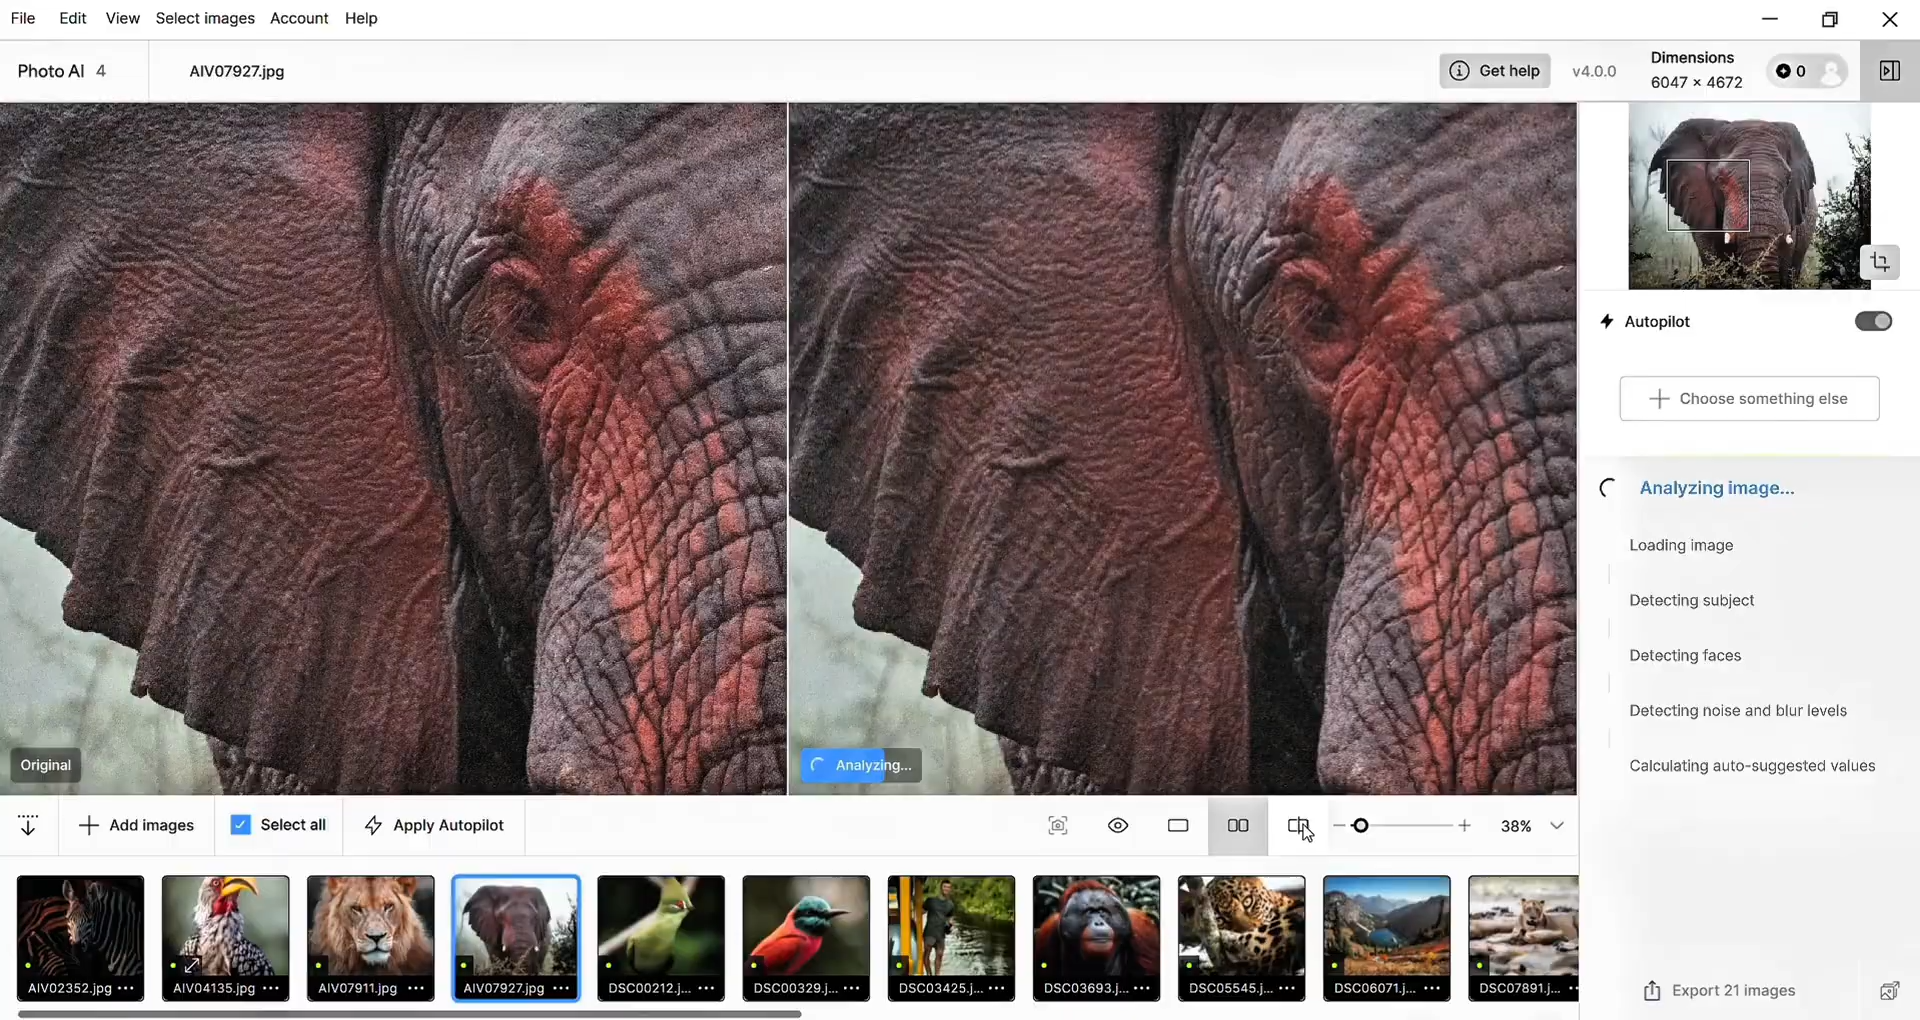 File Edit View Select images Account Help
Photo AI 4
AIV07927.jpg
Get help
v4.0.0
Dimensions
6047 × 4672
0
Autopilot
Choose something else
Analyzing image...
Loading image
Detecting subject
Detecting faces
Detecting noise and blur levels
Calculating auto-suggested values
Original
Analyzing...
Add images
Select all
Apply Autopilot
38%
AIV02352.jpg ...
AIV04135.jpg ...
AIV07911.jpg ...
AIV07927.jpg ...
DSC00212.j... ...
DSC00329.j... ...
DSC03425.j... ...
DSC03693.j... ...
DSC05545.j... ...
DSC06071.j... ...
DSC07891.j...
Export 21 images